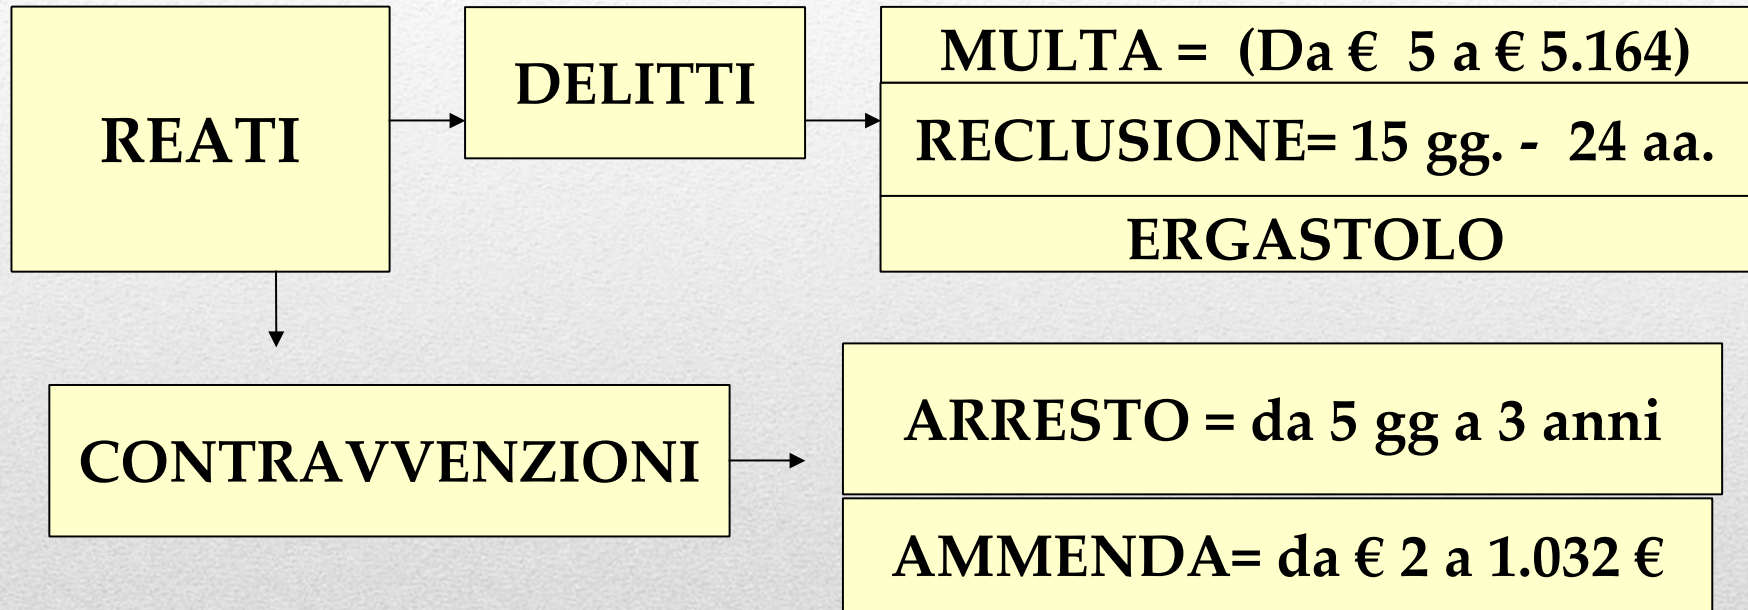 REATI
DELITTI
MULTA = (Da € 5 a € 5.164)
RECLUSIONE= 15 gg. - 24 aa.
ERGASTOLO
CONTRAVVENZIONI
ARRESTO = da 5 gg a 3 anni
AMMENDA= da € 2 a 1.032 €